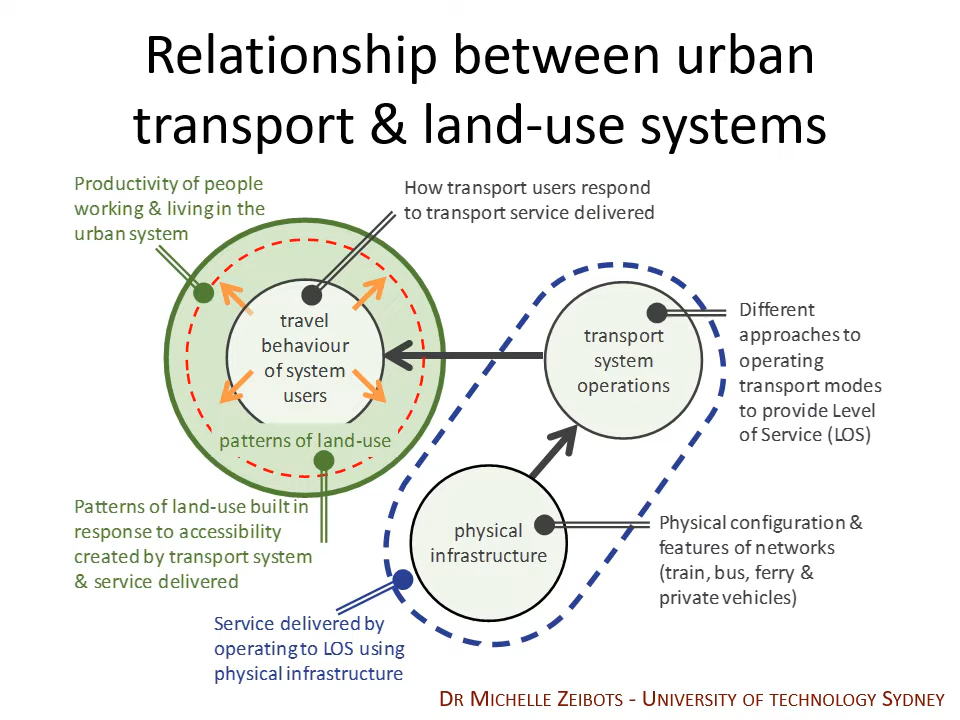 Relationship between urban
transport & land-use systems
Productivity of people
working & living in the
urban system
How transport users respond
to transport service delivered
travel
behaviour
of system
users
patterns of land-use
transport
system
operations
Different
approaches to
operating
transport modes
to provide Level
of Service (LOS)
Patterns of land-use built in
response to accessibility
created by transport system
& service delivered
physical
infrastructure
Physical configuration &
features of networks
(train, bus, ferry &
private vehicles)
Service delivered by
operating to LOS using
physical infrastructure
DR MICHELLE ZEIBOTS - UNIVERSITY OF TECHNOLOGY SYDNEY